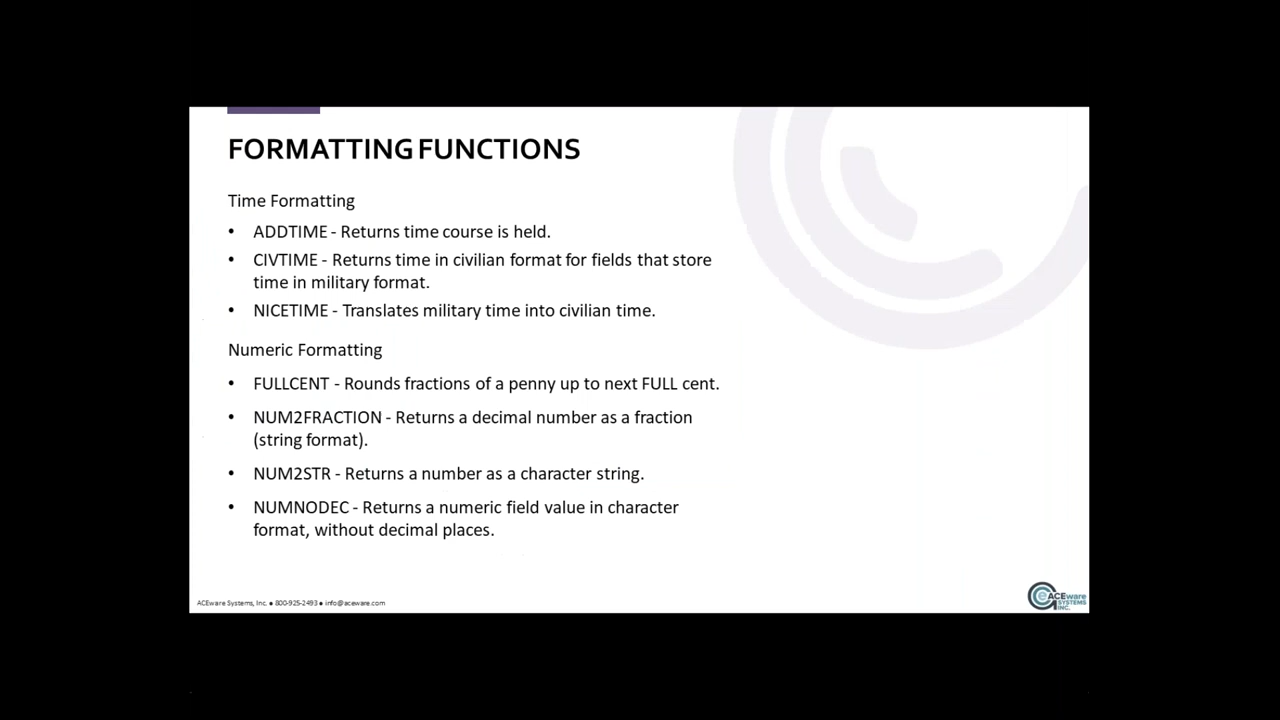 FORMATTING FUNCTIONS
Time Formatting
• ADDTIME - Returns time course is held.
• CIVTIME - Returns time in civilian format for fields that store
time in military format.
• NICETIME - Translates military time into civilian time.
Numeric Formatting
• FULLCENT - Rounds fractions of a penny up to next FULL cent.
• NUM2FRACTION - Returns a decimal number as a fraction
(string format).
• NUM2STR - Returns a number as a character string.
• NUMNODEC - Returns a numeric field value in character
format, without decimal places.
ACEware Systems, Inc. ● 800-925-2493 ● info@aceware.com
ACEware
SYSTEMS
INC.